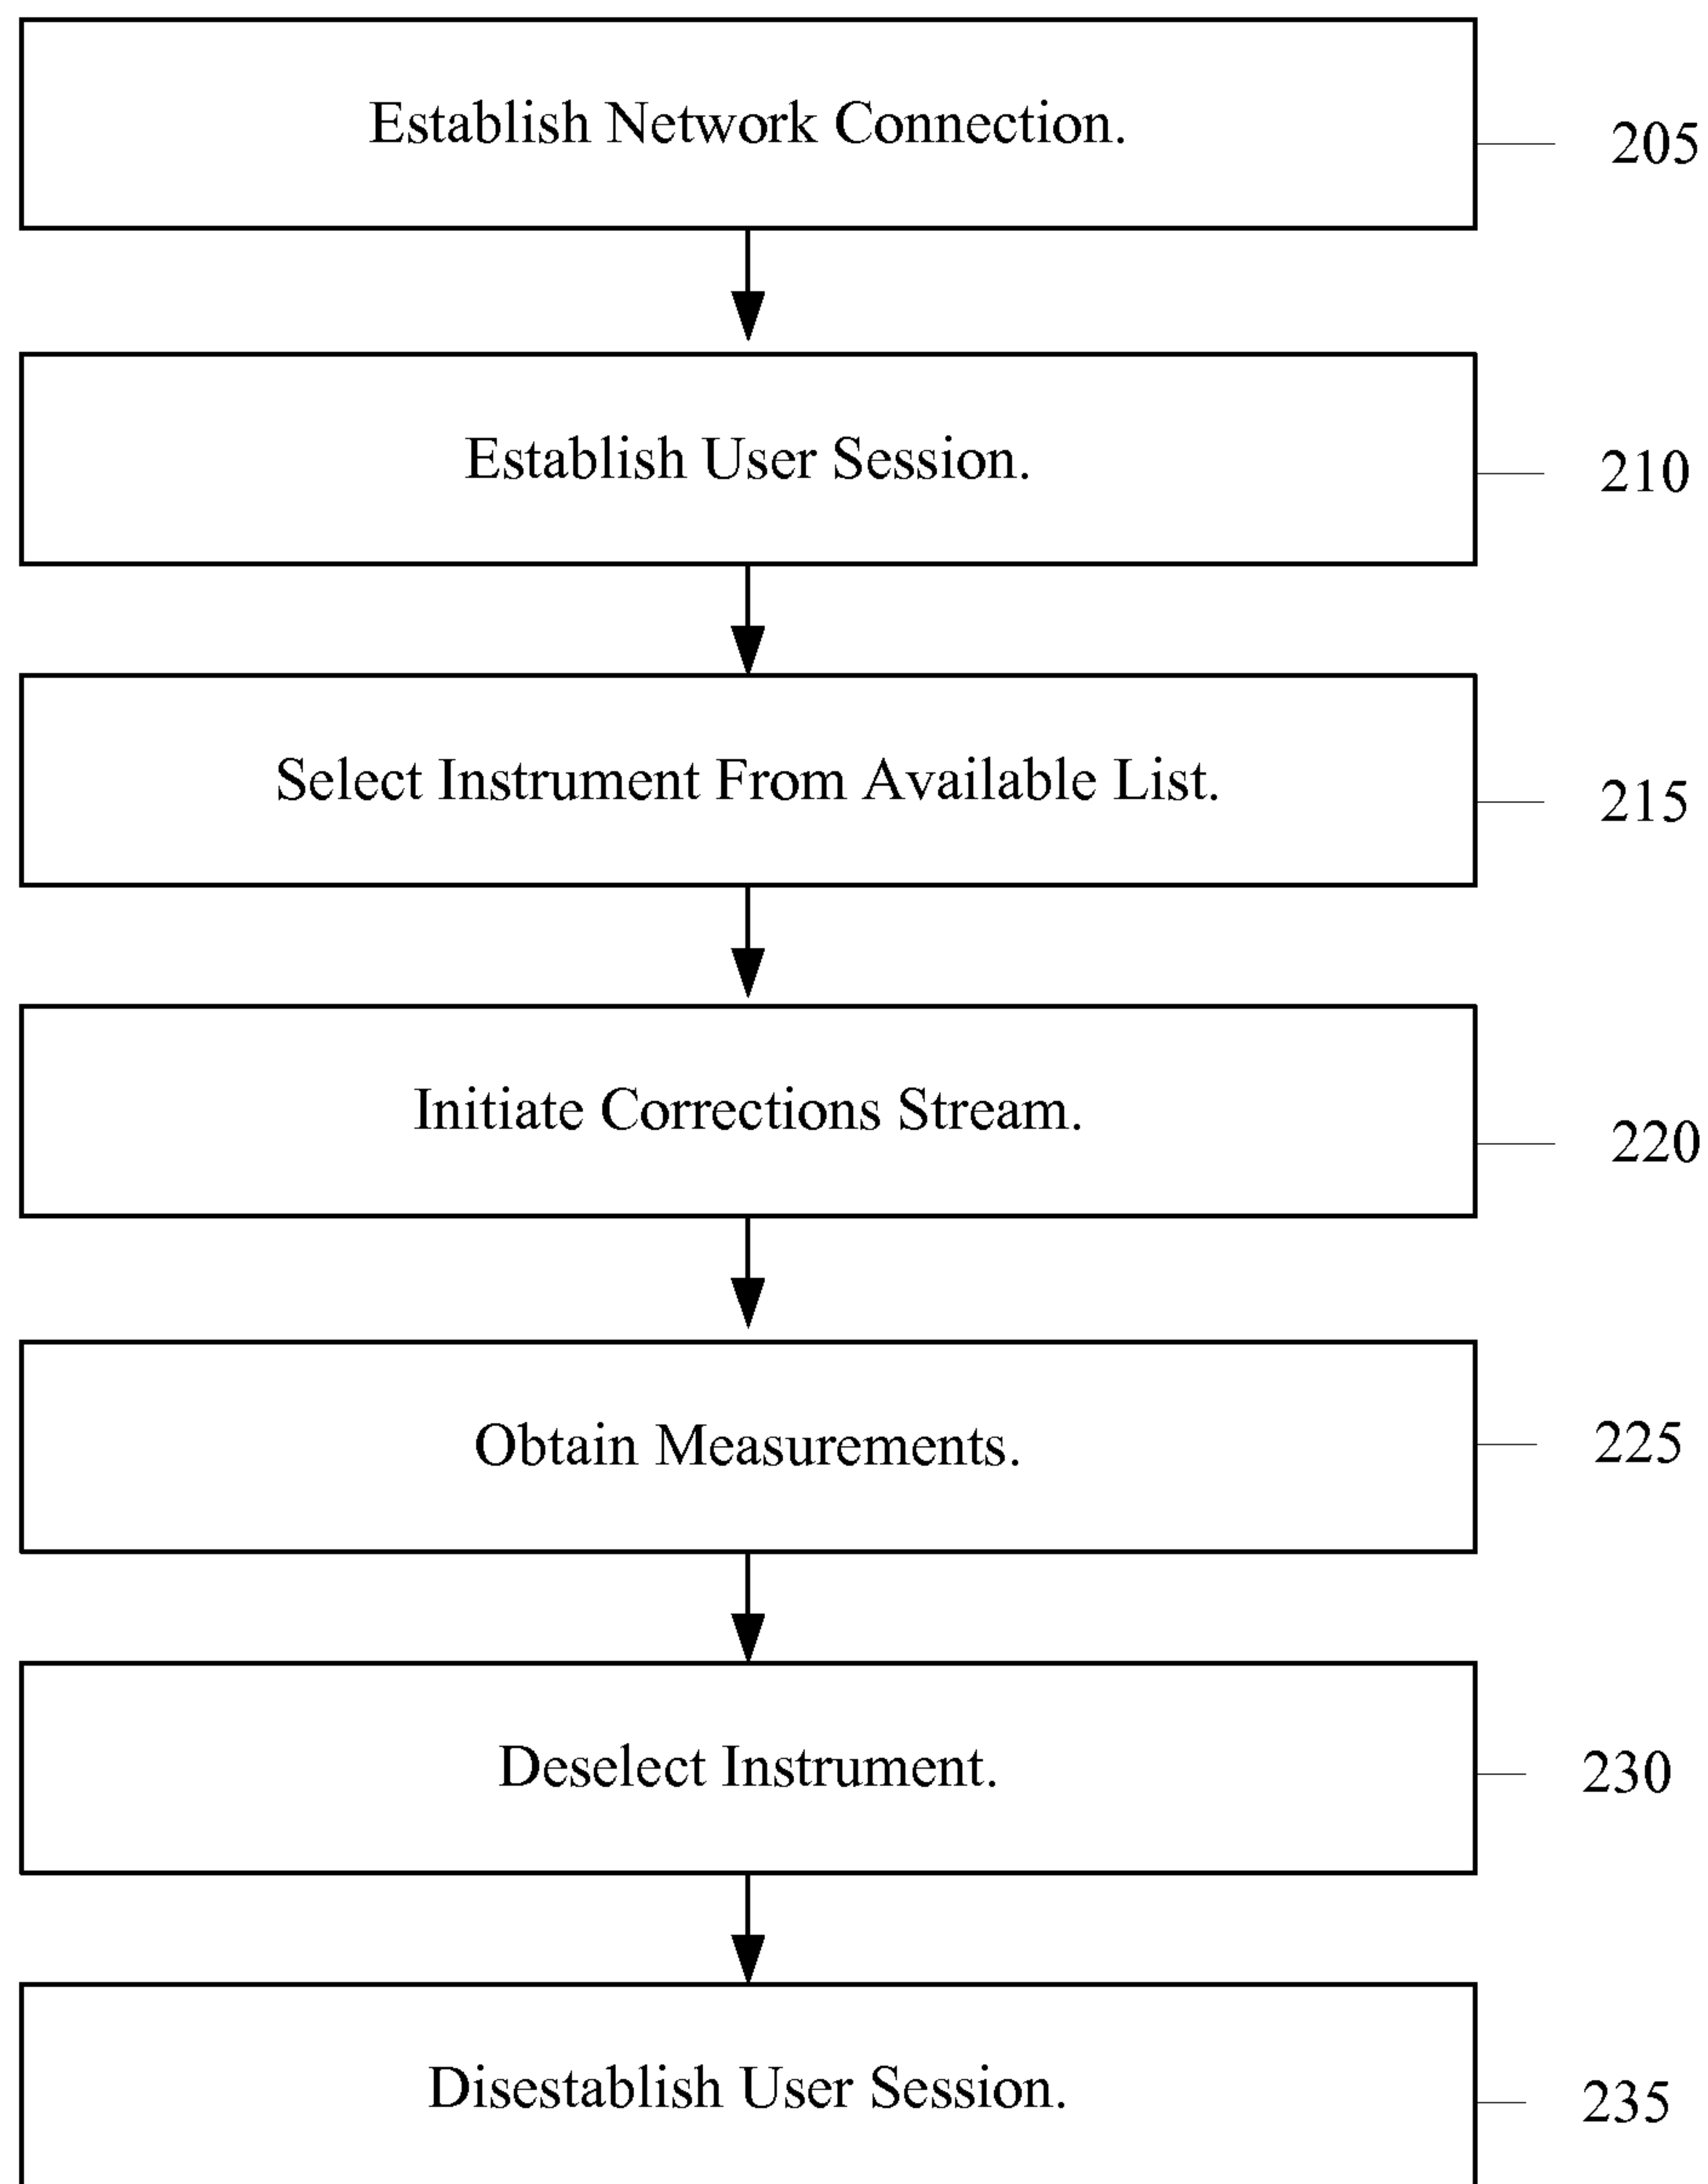 Establish Network Connection.
205
Establish User Session.
210
Select Instrument From Available List.
215
Initiate Corrections Stream.
220
Obtain Measurements.
225
Deselect Instrument.
230
Disestablish User Session.
235